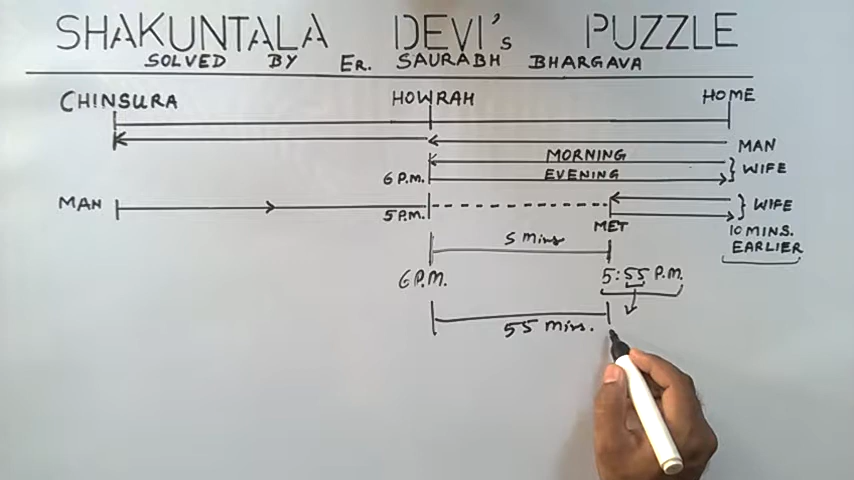 SHAKUNTALA DEVI's PUZZLE
SOLVED BY ER. SAURABH BHARGAVA
CHINSURA HOWRAH HOME
MAN
MORNING
WIFE
6 P.M. EVENING
MAN 5 P.M. WIFE
MET 10 MINS.
EARLIER
5 mins
6 P.M. 5:55 P.M.
55 mins.